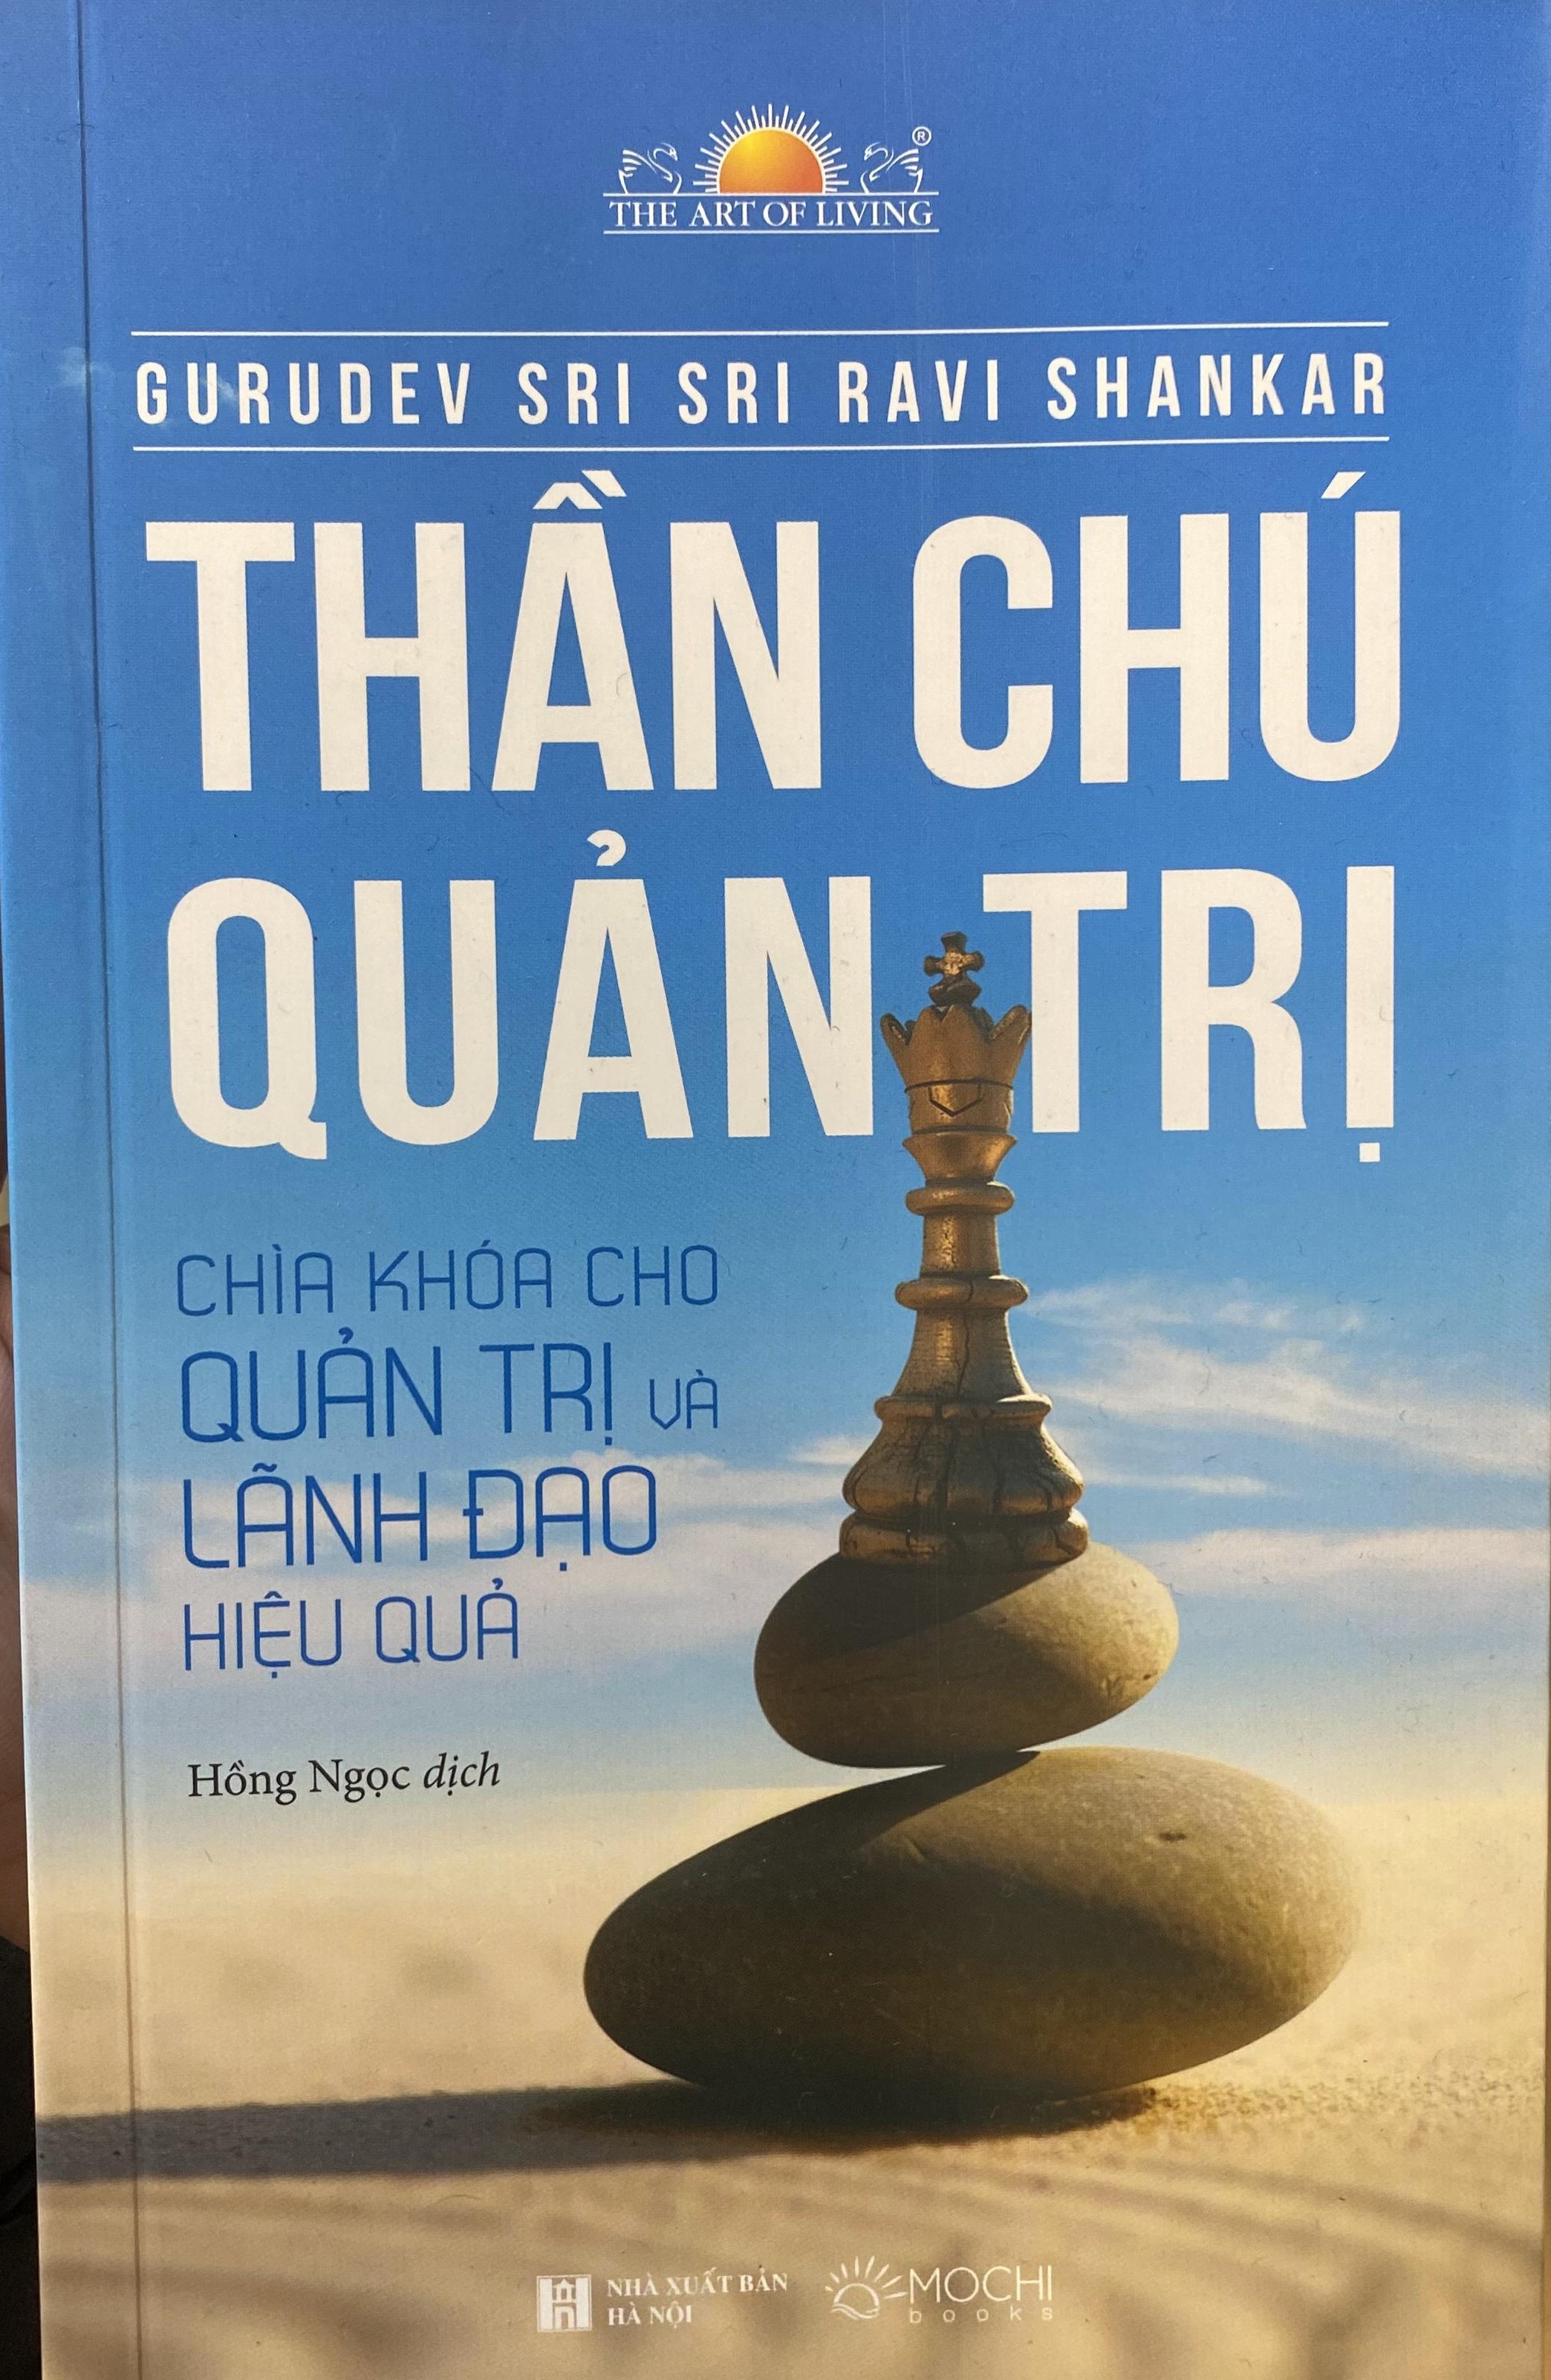 THE ART OF LIVING
GURUDEV SRI SRI RAVI SHANKAR
THẦN CHÚ
QUẢN TRỊ
CHÌA KHÓA CHO
QUẢN TRỊ VÀ
LÃNH ĐẠO
HIỆU QUẢ
Hồng Ngọc dịch
NHÀ XUẤT BẢN
HÀ NỘI
MOCHI
books